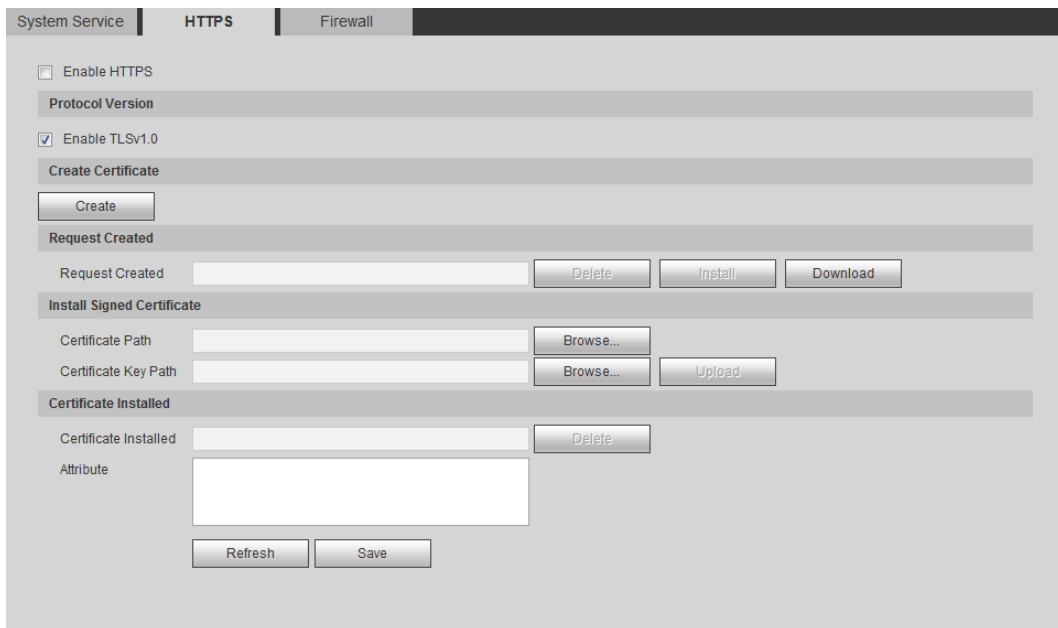 System Service HTTPS Firewall
Enable HTTPS
Protocol Version
Enable TLSv1.0
Create Certificate
Create
Request Created
Request Created Delete Install Download
Install Signed Certificate
Certificate Path Browse...
Certificate Key Path Browse... Upload
Certificate Installed
Certificate Installed Delete
Attribute
Refresh Save